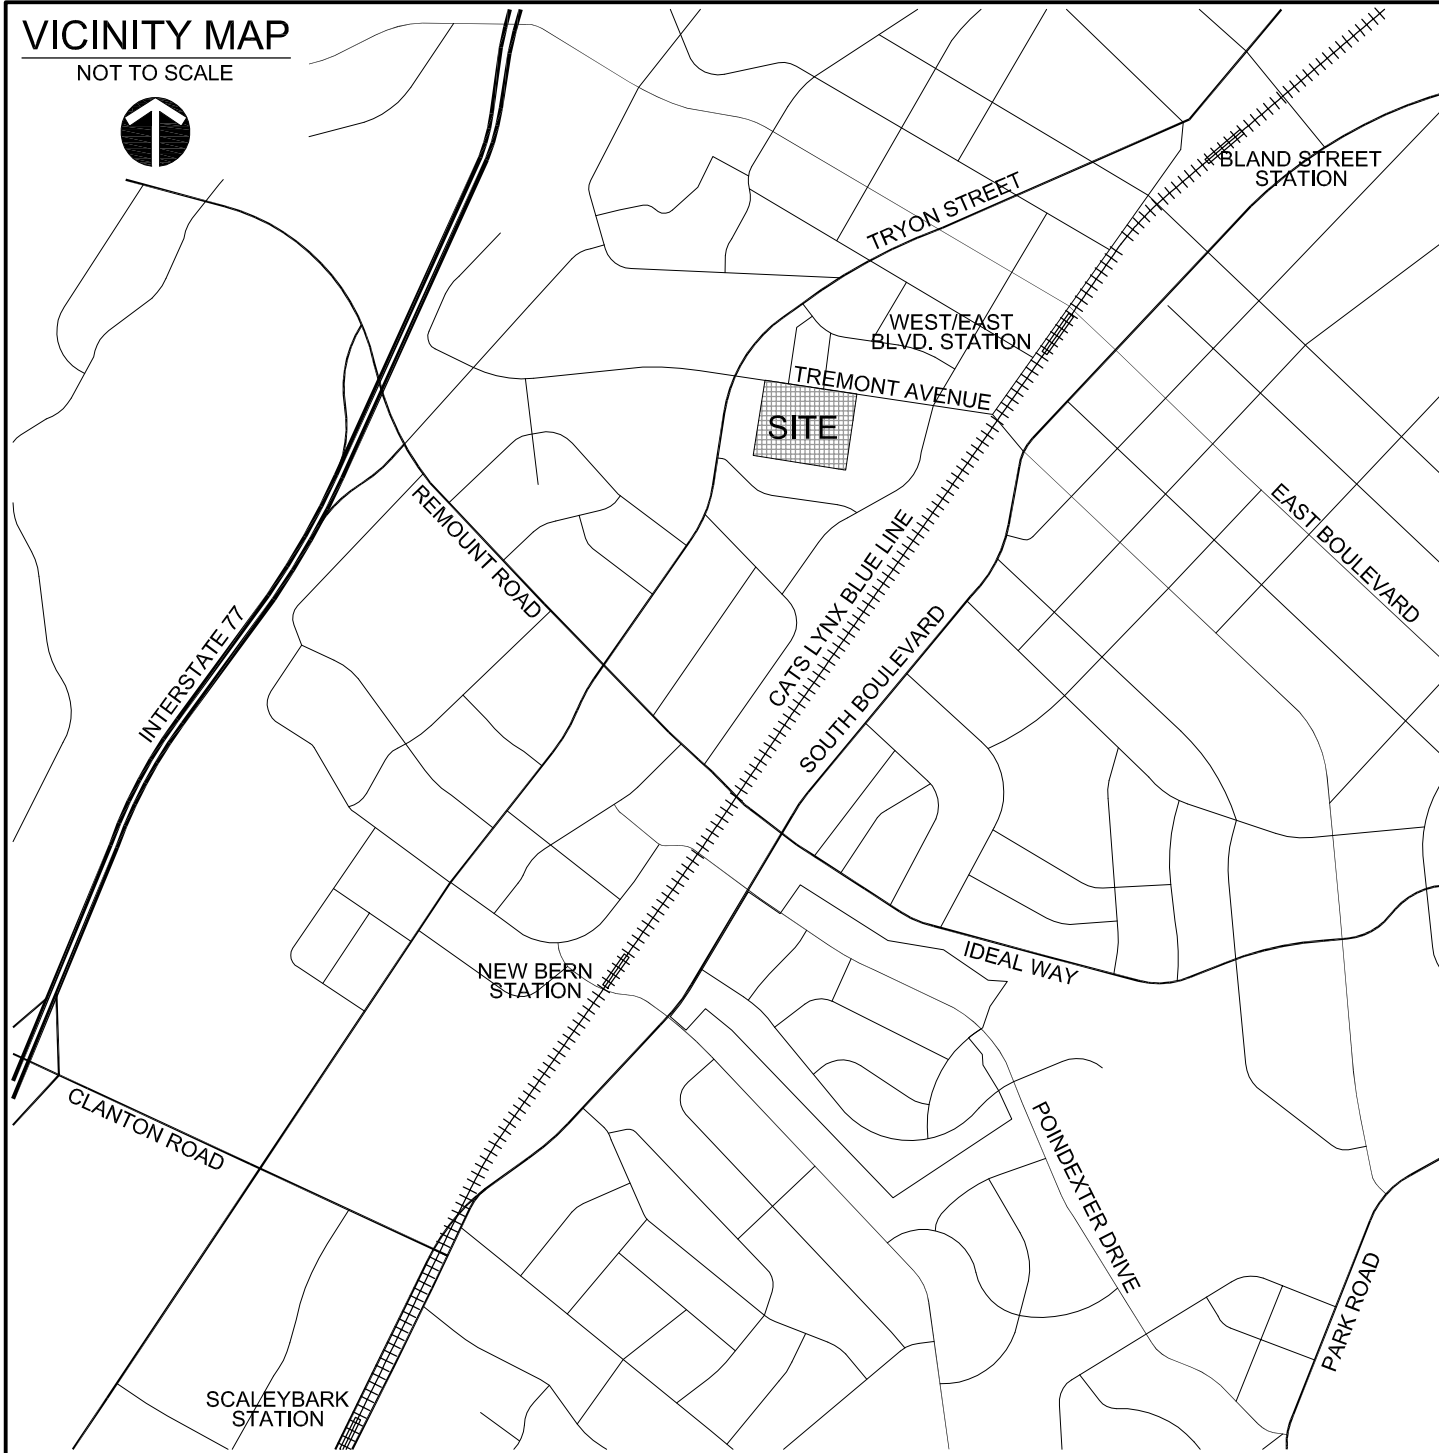 VICINITY MAP
NOT TO SCALE
BLAND STREET
STATION
TRYON STREET
WEST/EAST
BLVD. STATION
TREMONT AVENUE
SITE
REMOUNT ROAD
EAST BOULEVARD
CATS LYNX BLUE LINE
INTERSTATE 77
SOUTH BOULEVARD
IDEAL WAY
NEW BERN
STATION
CLANTON ROAD
POINDEXTER DRIVE
PARK ROAD
SCALEYBARK
STATION